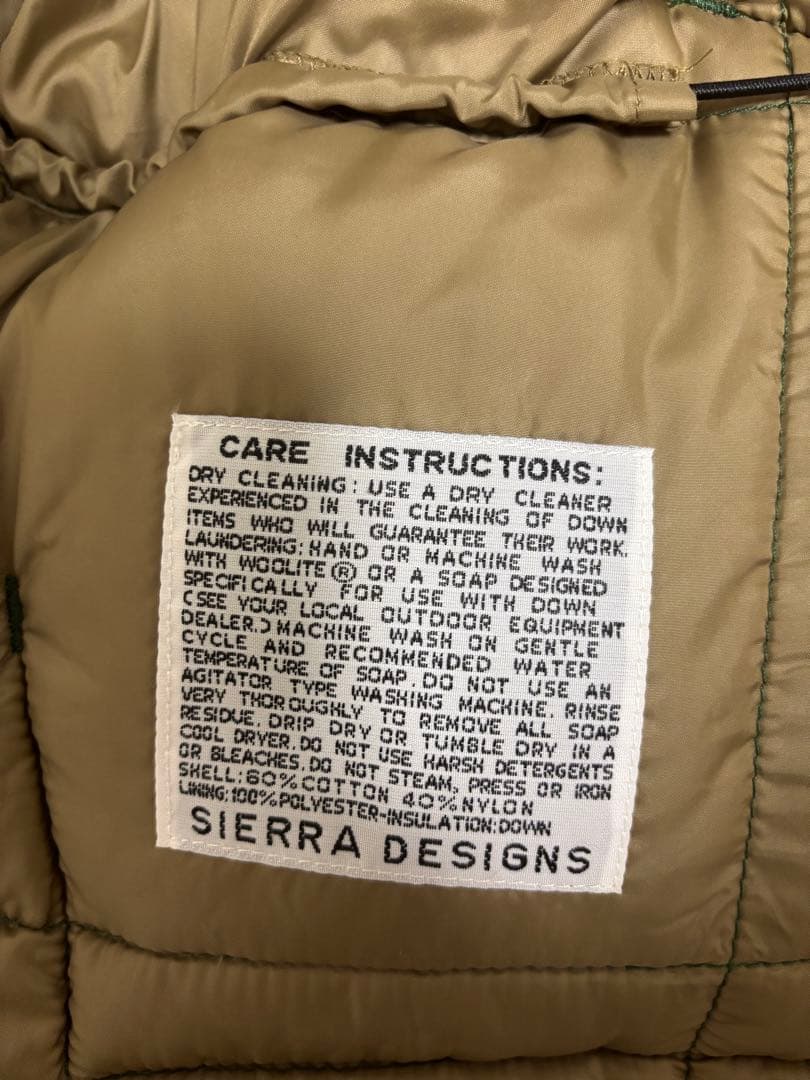 CARE INSTRUCTIONS:
DRY CLEANING: USE A DRY CLEANER
EXPERIENCED IN THE CLEANING OF DOWN
ITEMS WHO WILL GUARANTEE THEIR WORK.
LAUNDERING: HAND OR MACHINE WASH
WITH WOOLITE® OR A SOAP DESIGNED
SPECIFICALLY FOR USE WITH DOWN
(SEE YOUR LOCAL OUTDOOR EQUIPMENT
DEALER.) MACHINE WASH ON GENTLE
CYCLE AND RECOMMENDED WATER
TEMPERATURE OF SOAP. DO NOT USE AN
AGITATOR TYPE WASHING MACHINE. RINSE
VERY THOROUGHLY TO REMOVE ALL SOAP
RESIDUE. DRIP DRY OR TUMBLE DRY IN A
COOL DRYER. DO NOT USE HARSH DETERGENTS
OR BLEACHES. DO NOT STEAM, PRESS OR IRON
SHELL: 60% COTTON 40% NYLON
LINING: 100% POLYESTER-INSULATION: DOWN
SIERRA DESIGNS